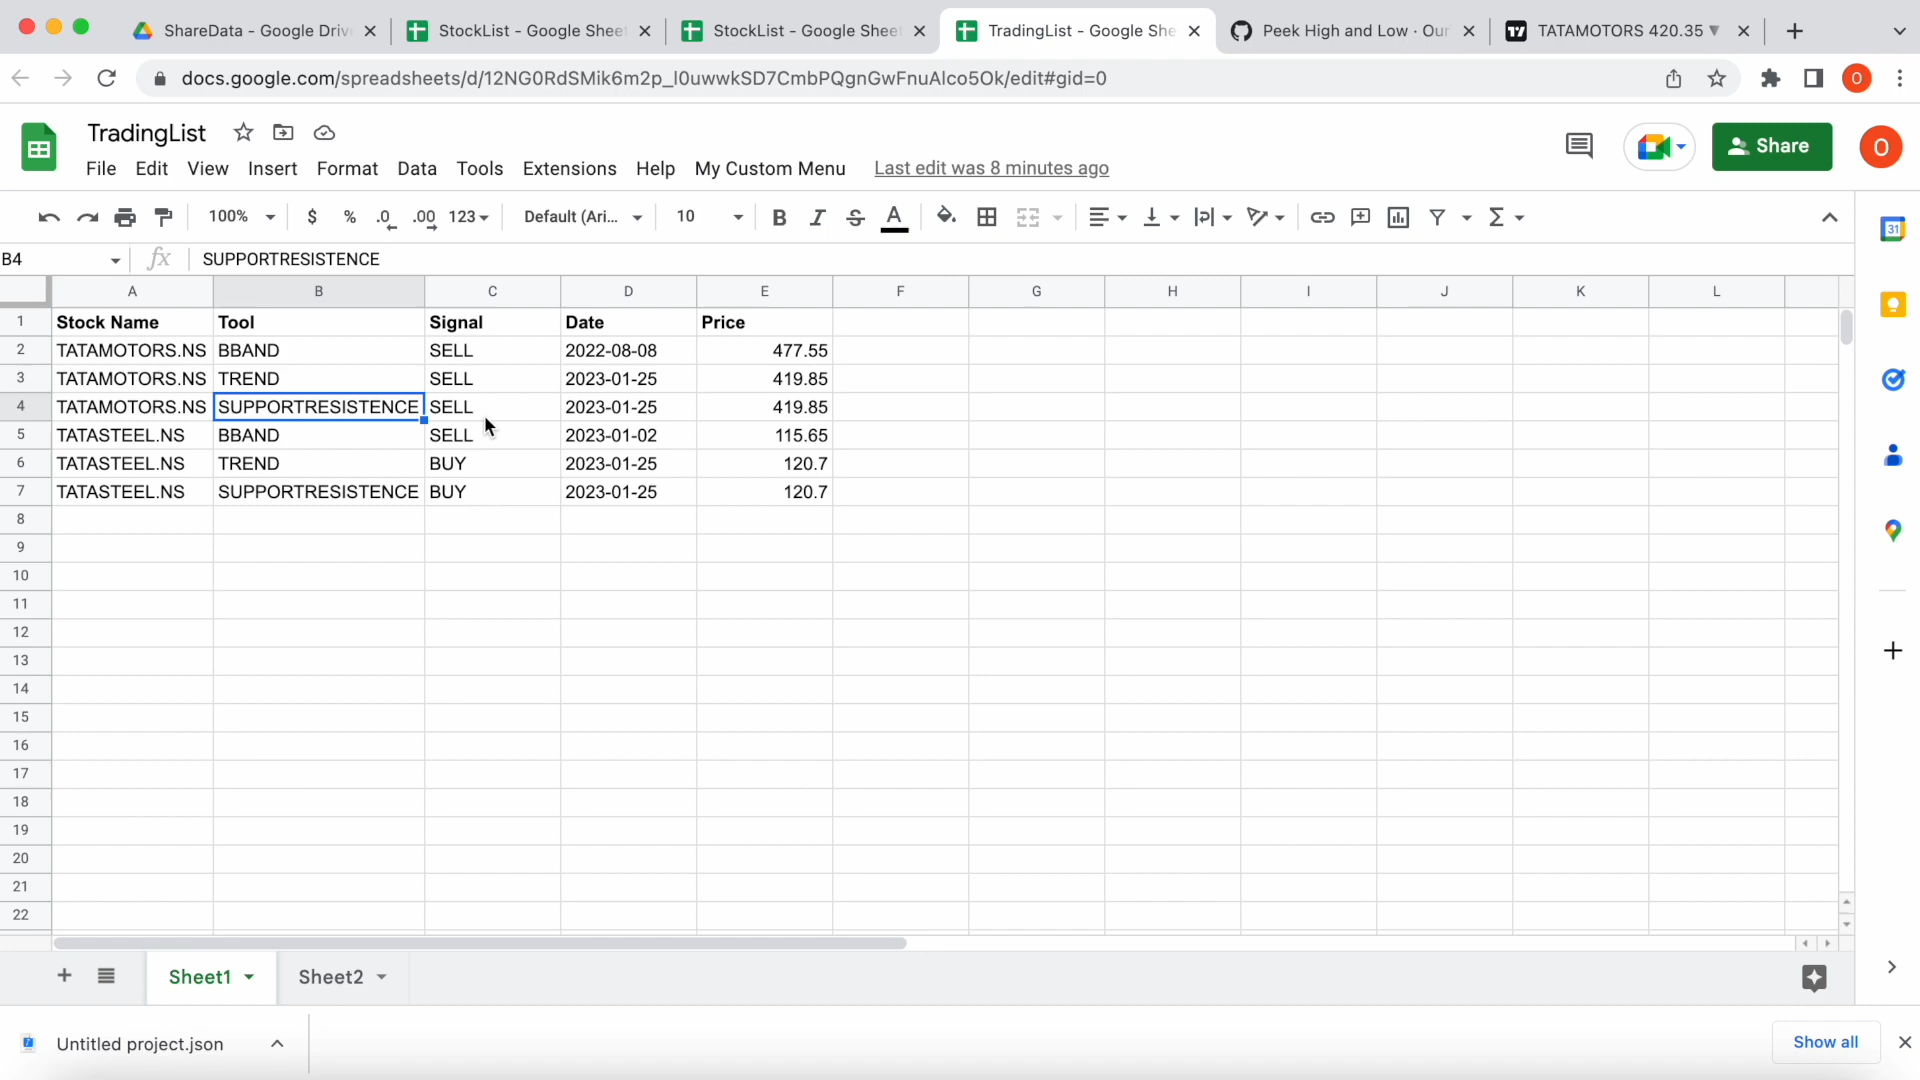 ShareData - Google Driv
StockList - Google Sheet
StockList - Google Sheet
TradingList - Google She
Peek High and Low · Our
TATAMOTORS 420.35 ▼
docs.google.com/spreadsheets/d/12NG0RdSMik6m2p_I0uwwkSD7CmbPQgnGwFnuAlco5Ok/edit#gid=0
O
TradingList
File Edit View Insert Format Data Tools Extensions Help My Custom Menu Last edit was 8 minutes ago
Share
O
100% $ % .0 .00 123 Default (Ari... 10 B I S A
31
B4 fx SUPPORTRESISTENCE
A B C D E F G H I J K L
1 Stock Name Tool Signal Date Price
2 TATAMOTORS.NS BBAND SELL 2022-08-08 477.55
3 TATAMOTORS.NS TREND SELL 2023-01-25 419.85
4 TATAMOTORS.NS SUPPORTRESISTENCE SELL 2023-01-25 419.85
5 TATASTEEL.NS BBAND SELL 2023-01-02 115.65
6 TATASTEEL.NS TREND BUY 2023-01-25 120.7
7 TATASTEEL.NS SUPPORTRESISTENCE BUY 2023-01-25 120.7
8
9
10
11
12
13
14
15
16
17
18
19
20
21
22
Sheet1 Sheet2
Untitled project.json
Show all